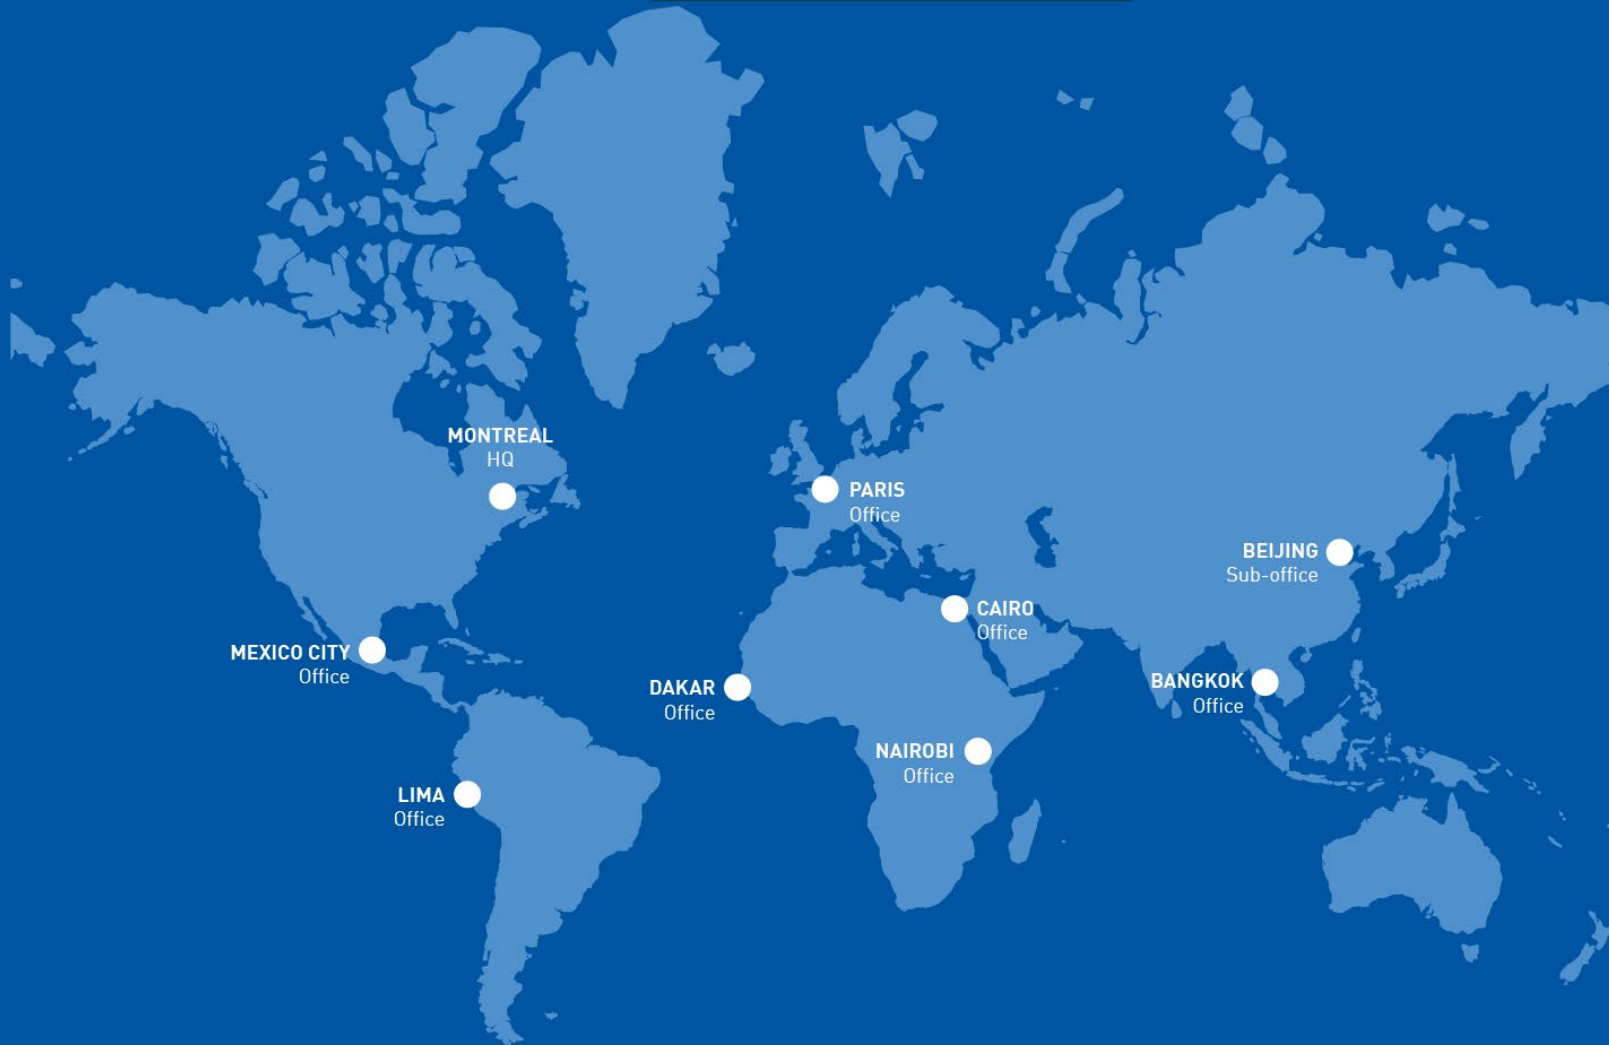 MONTREAL
HQ
PARIS
Office
BEIJING
Sub-office
CAIRO
Office
MEXICO CITY
Office
DAKAR
Office
BANGKOK
Office
NAIROBI
Office
LIMA
Office